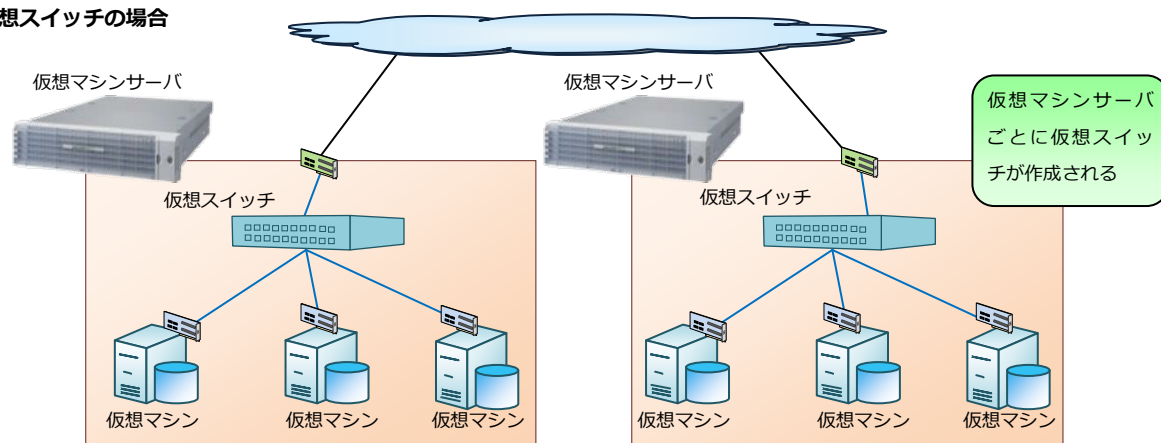 想スイッチの場合
仮想マシンサーバ
仮想マシンサーバ
仮想マシンサーバ
ごとに仮想スイッ
チが作成される
仮想スイッチ
仮想スイッチ
仮想マシン
仮想マシン
仮想マシン
仮想マシン
仮想マシン
仮想マシン